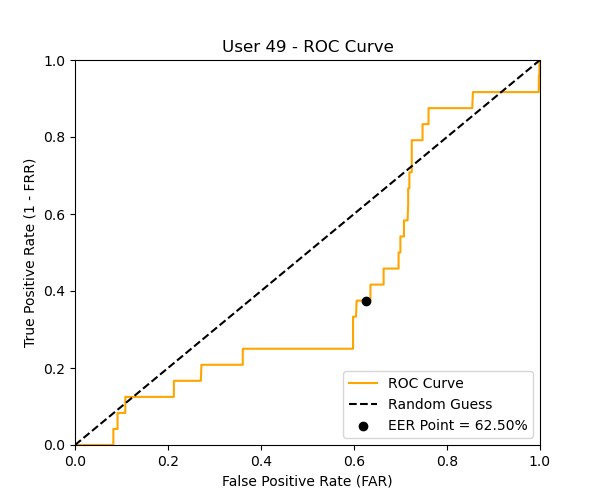 User 49 - ROC Curve
True Positive Rate (1 - FRR)
1.0
0.8
0.6
0.4
0.2
0.0
0.0 0.2 0.4 0.6 0.8 1.0
False Positive Rate (FAR)
ROC Curve
Random Guess
EER Point = 62.50%